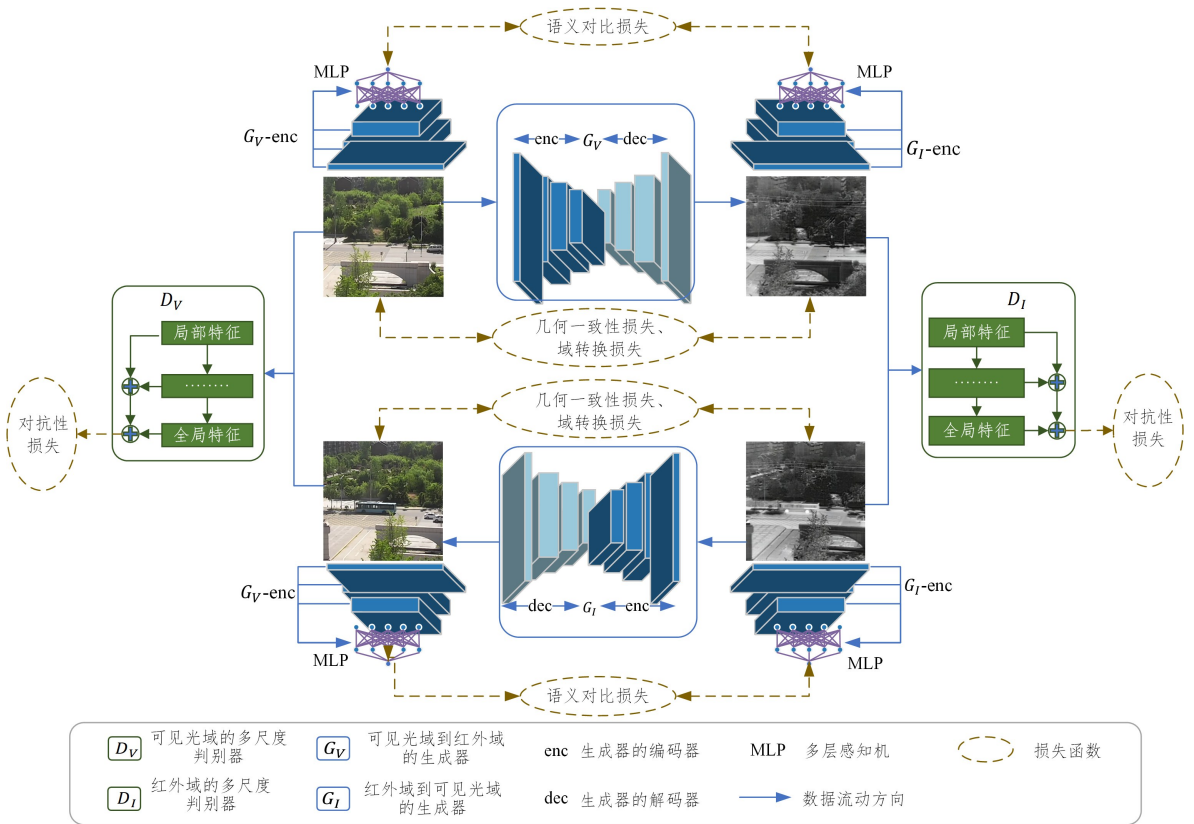 语义对比损失
MLP
MLP
G_V-enc
G_I-enc
enc
G_V
dec
D_V
局部特征
........
全局特征
几何一致性损失、
域转换损失
D_I
局部特征
........
全局特征
对抗性
损失
对抗性
损失
几何一致性损失、
域转换损失
dec
G_I
enc
G_V-enc
G_I-enc
MLP
MLP
语义对比损失
D_V
可见光域的多尺度
判别器
G_V
可见光域到红外域
的生成器
enc
生成器的编码器
MLP
多层感知机
损失函数
D_I
红外域的多尺度
判别器
G_I
红外域到可见光域
的生成器
dec
生成器的解码器
数据流动方向